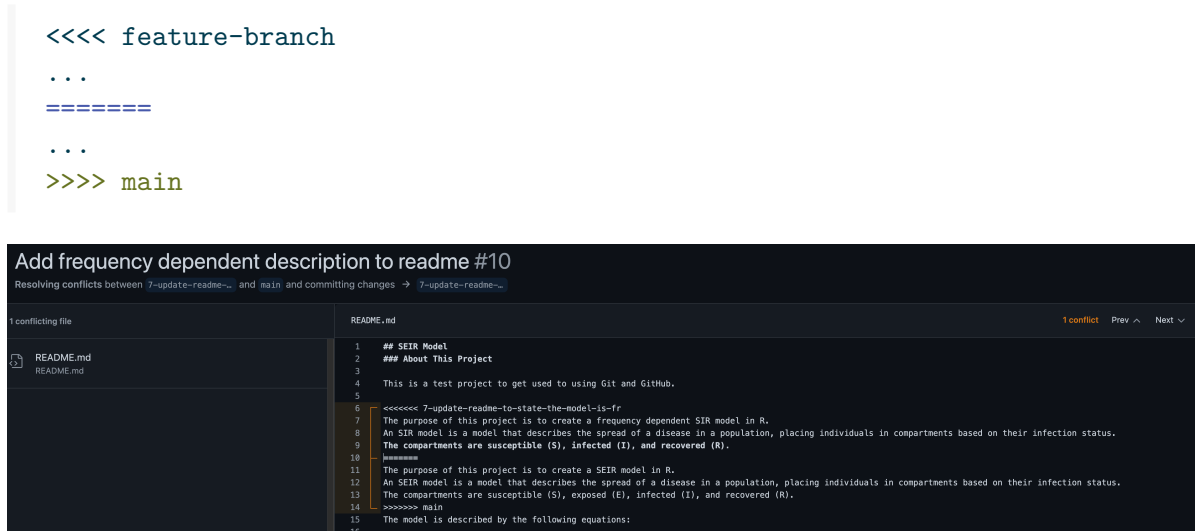 <<<< feature-branch
...
=======
...
>>>> main
Add frequency dependent description to readme #10
Resolving conflicts between 7-update-readme-… and main and committing changes → 7-update-readme-…
1 conflicting file
README.md
1 conflict Prev Next
README.md
README.md
1 ## SEIR Model
2 ### About This Project
3
4 This is a test project to get used to using Git and GitHub.
5
6 <<<<<<< 7-update-readme-to-state-the-model-is-fr
7 The purpose of this project is to create a frequency dependent SIR model in R.
8 An SIR model is a model that describes the spread of a disease in a population, placing individuals in compartments based on their infection status.
9 The compartments are susceptible (S), infected (I), and recovered (R).
10 =======
11 The purpose of this project is to create a SEIR model in R.
12 An SEIR model is a model that describes the spread of a disease in a population, placing individuals in compartments based on their infection status.
13 The compartments are susceptible (S), exposed (E), infected (I), and recovered (R).
14 >>>>>>> main
15 The model is described by the following equations: